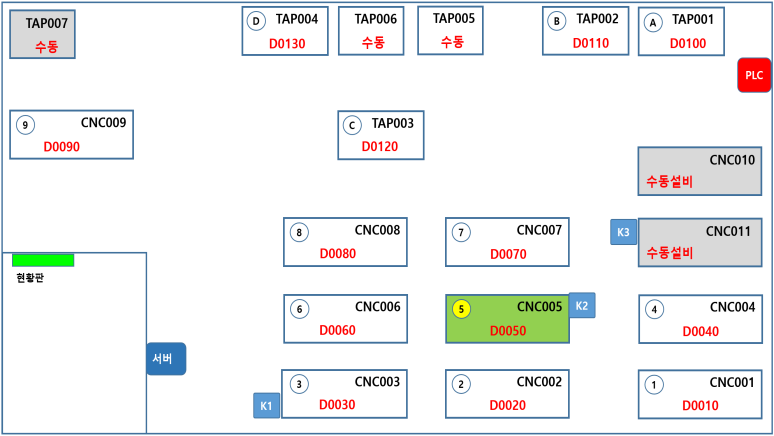 TAP007
수동
D TAP004
D0130
TAP006
수동
TAP005
수동
B TAP002
D0110
A TAP001
D0100
PLC
9 CNC009
D0090
C TAP003
D0120
CNC010
수동설비
8 CNC008
D0080
7 CNC007
D0070
K3
CNC011
수동설비
현황판
6 CNC006
D0060
5 CNC005
D0050
K2
4 CNC004
D0040
서버
K1
3 CNC003
D0030
2 CNC002
D0020
1 CNC001
D0010